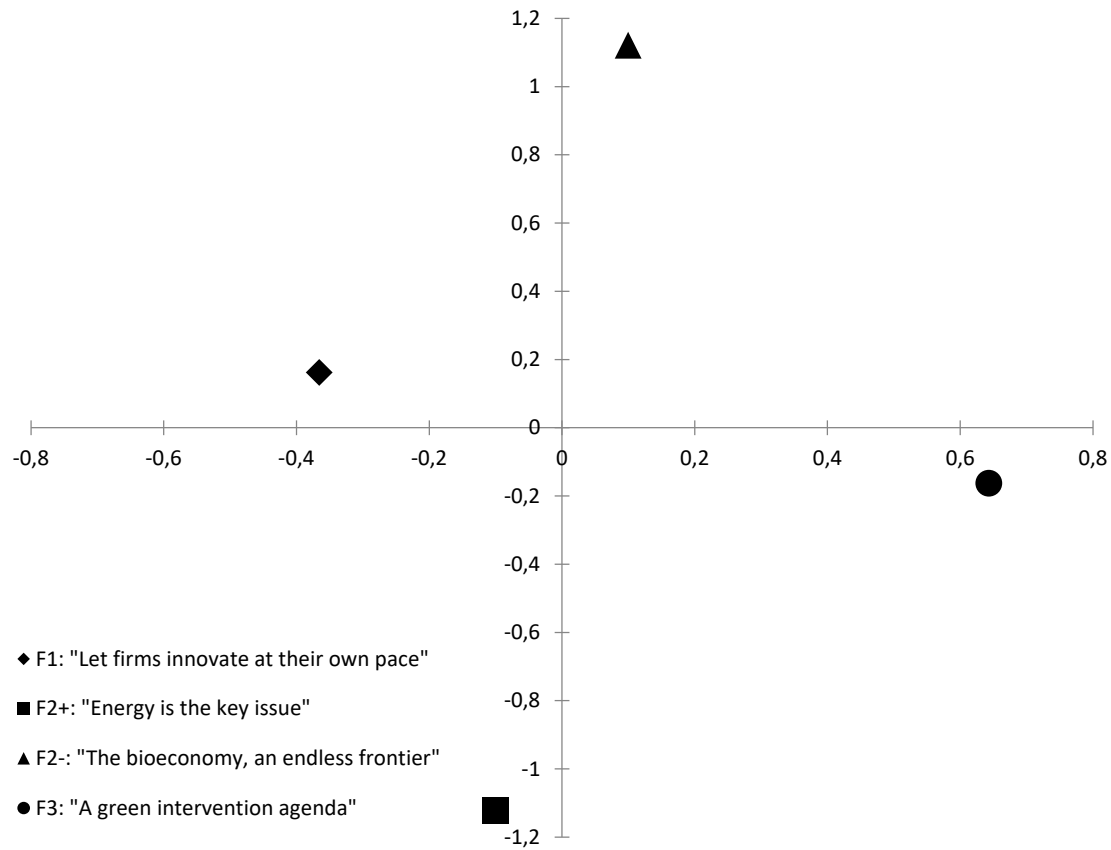 1,2
1
0,8
0,6
0,4
0,2
0
-0,8 -0,6 -0,4 -0,2 0 0,2 0,4 0,6 0,8
-0,2
-0,4
-0,6
F1: "Let firms innovate at their own pace"
-0,8
F2+: "Energy is the key issue"
F2-: "The bioeconomy, an endless frontier"
-1
F3: "A green intervention agenda"
-1,2